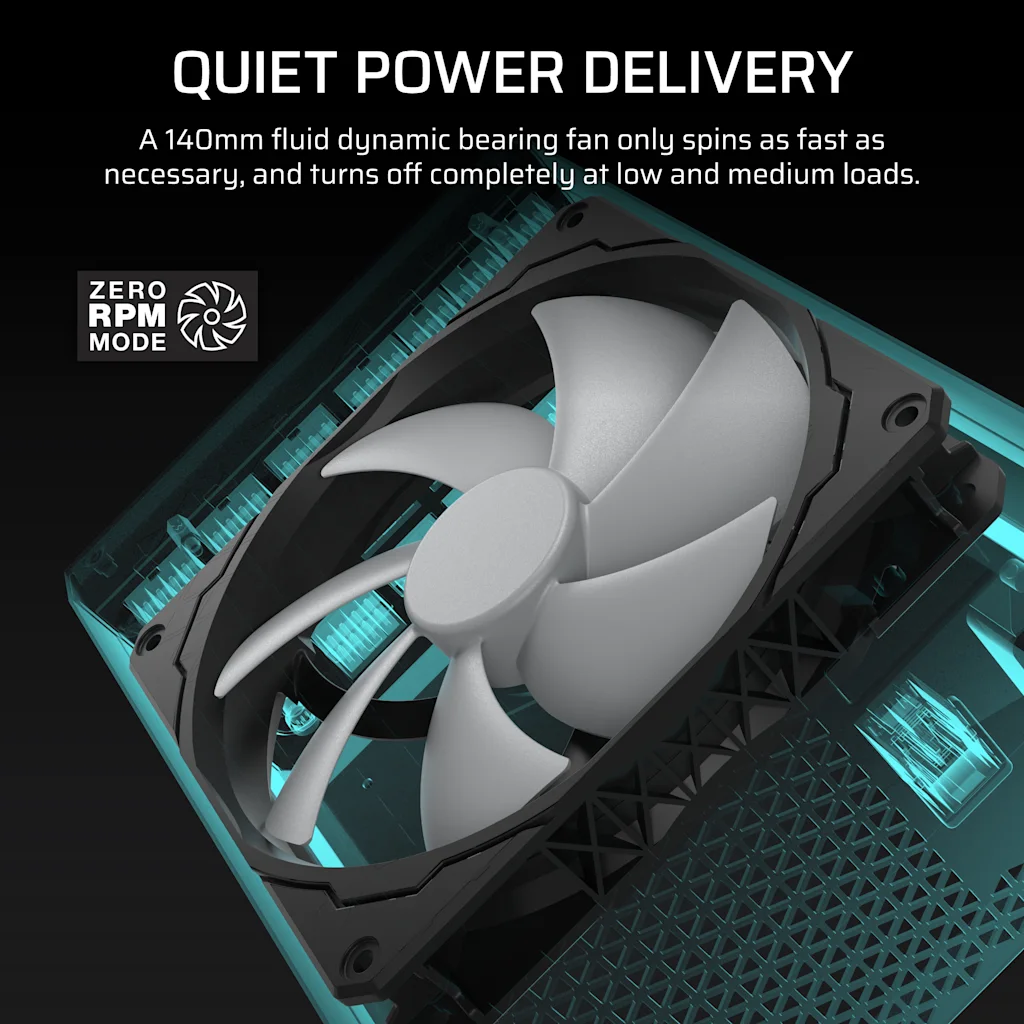 QUIET POWER DELIVERY
A 140mm fluid dynamic bearing fan only spins as fast as
necessary, and turns off completely at low and medium loads.
ZERO
RPM
MODE